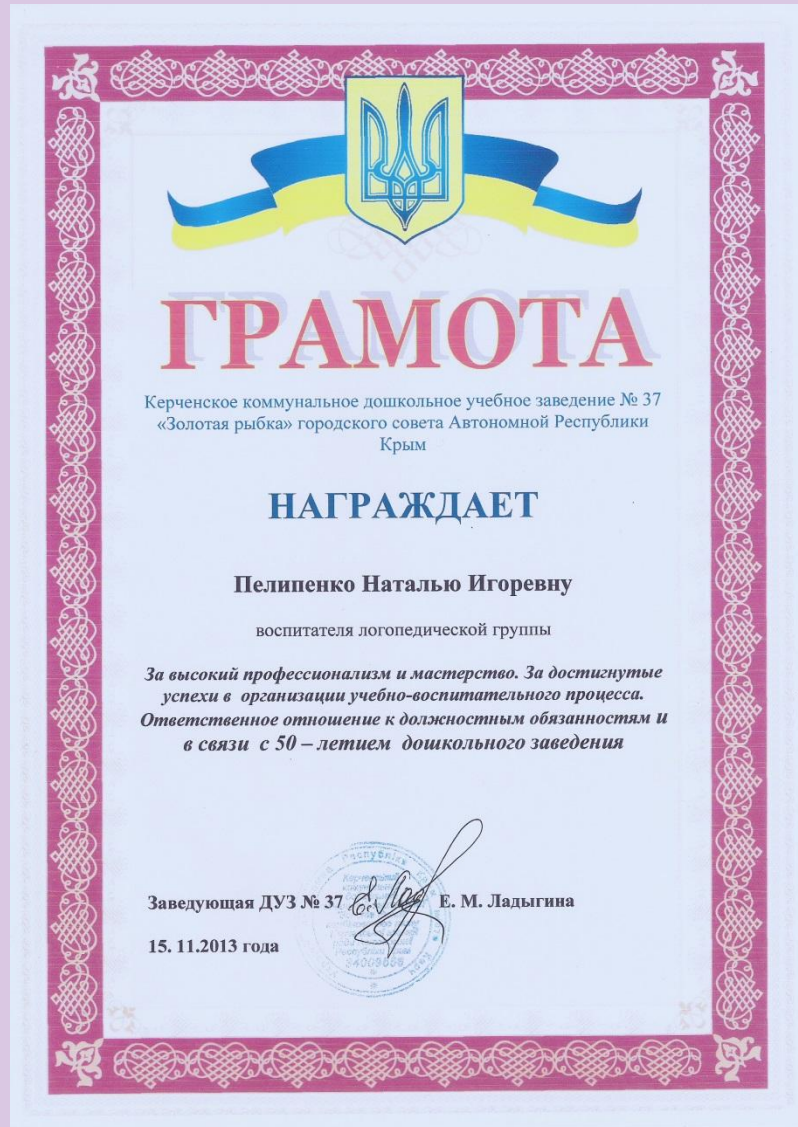 ГРАМОТА
Керченское коммунальное дошкольное учебное заведение № 37
«Золотая рыбка» городского совета Автономной Республики
Крым
НАГРАЖДАЕТ
Пелипенко Наталью Игоревну
воспитателя логопедической группы
За высокий профессионализм и мастерство. За достигнутые
успехи в организации учебно-воспитательного процесса.
Ответственное отношение к должностным обязанностям и
в связи с 50 – летием дошкольного заведения
Заведующая ДУЗ № 37 Е. М. Ладыгина
15. 11.2013 года